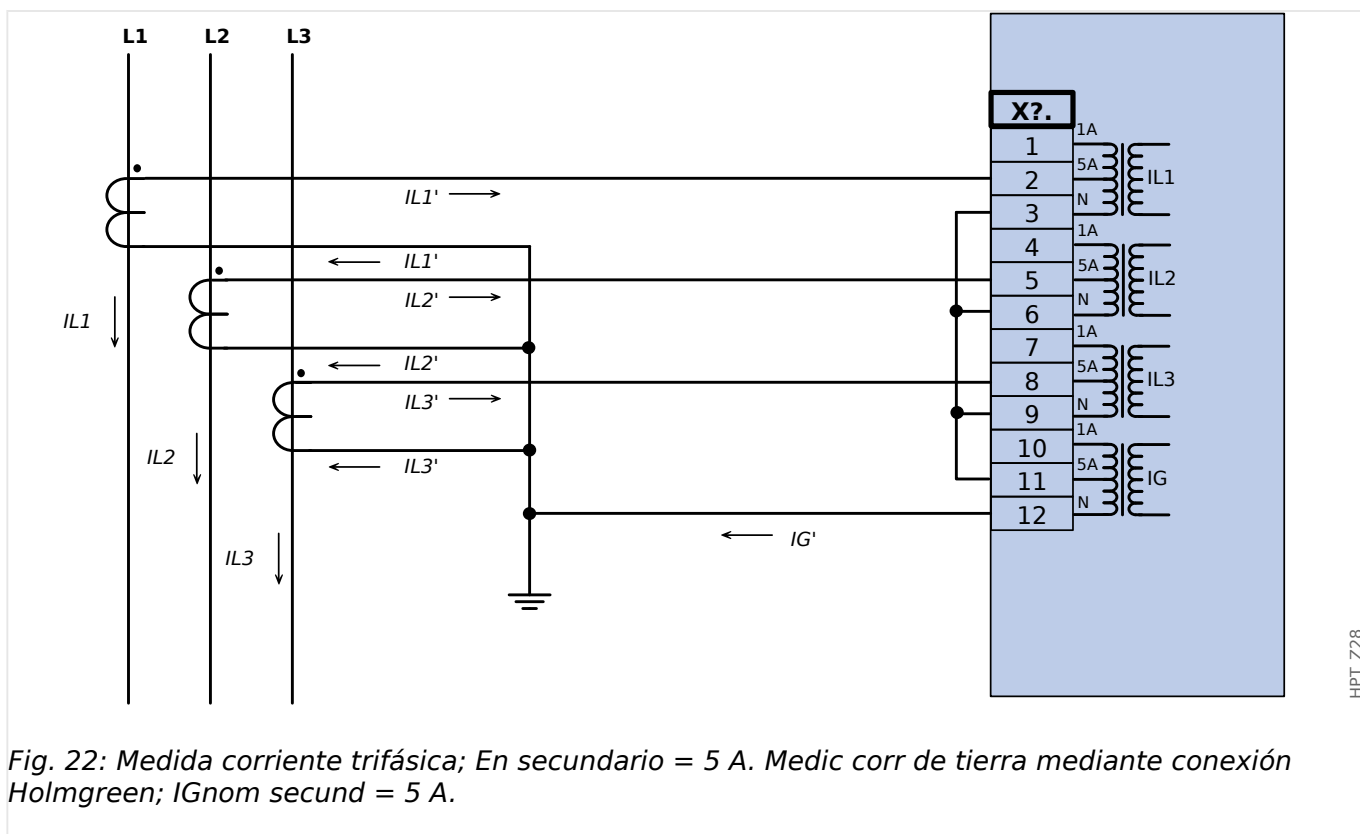 L1 L2 L3
X?.
1 1A
2 5A IL1
3 N
4 1A
5 5A IL2
6 N
7 1A
8 5A IL3
9 N
10 1A
11 5A IG
12 N
IL1'
IL1'
IL2'
IL1
IL2'
IL3'
IL2
IL3'
IG'
IL3
HPT_Z28
Fig. 22: Medida corriente trifásica; En secundario = 5 A. Medic corr de tierra mediante conexión
Holmgreen; IGnom secund = 5 A.